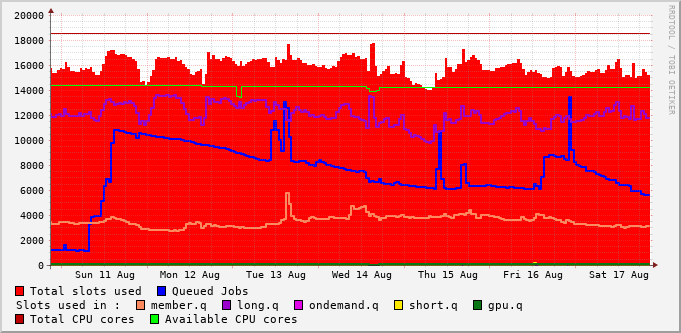 20000
18000
16000
14000
12000
10000
8000
6000
4000
2000
0
Sun 11 Aug Mon 12 Aug Tue 13 Aug Wed 14 Aug Thu 15 Aug Fri 16 Aug Sat 17 Aug
RRDTOOL / TOBI OETIKER
Total slots used Queued Jobs
Slots used in : member.q long.q ondemand.q short.q gpu.q
Total CPU cores Available CPU cores